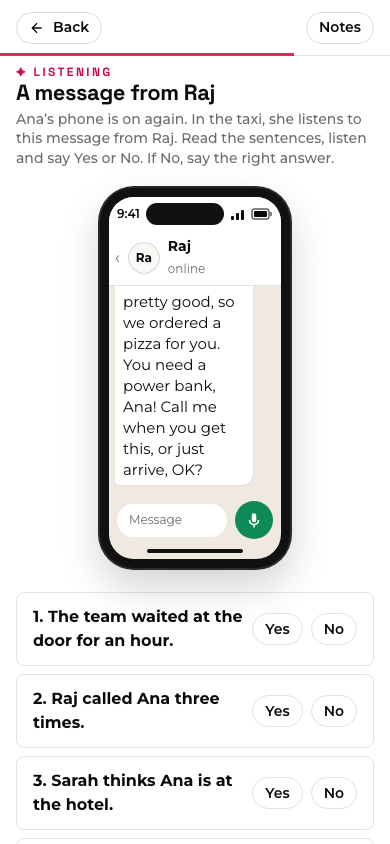 Back
Notes
LISTENING
A message from Raj
Ana's phone is on again. In the taxi, she listens to
this message from Raj. Read the sentences, listen
and say Yes or No. If No, say the right answer.
9:41
Ra
Raj
online
pretty good, so
we ordered a
pizza for you.
You need a
power bank,
Ana! Call me
when you get
this, or just
arrive, OK?
Message
1. The team waited at the
door for an hour.
Yes
No
2. Raj called Ana three
times.
Yes
No
3. Sarah thinks Ana is at
the hotel.
Yes
No